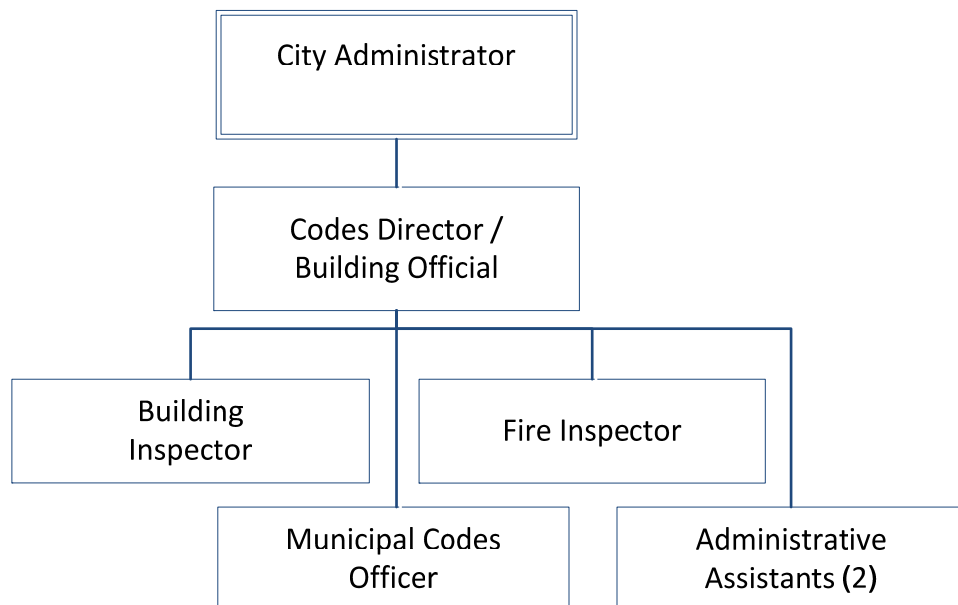 City Administrator
Codes Director /
Building Official
Building
Inspector
Fire Inspector
Municipal Codes
Officer
Administrative
Assistants (2)